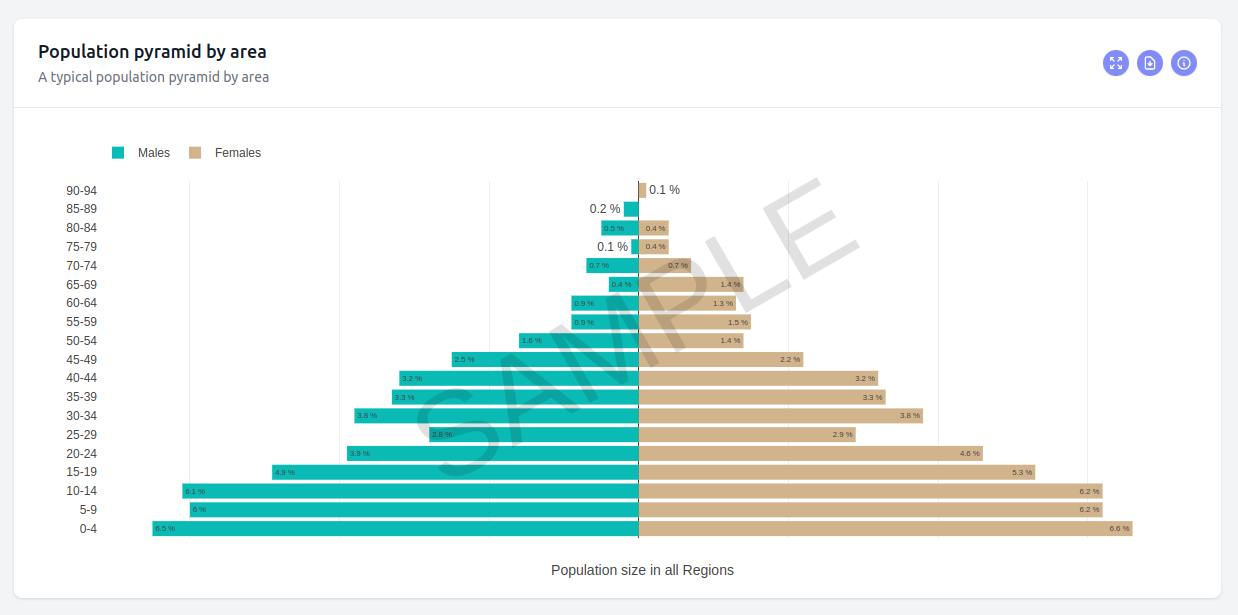 Population pyramid by area
A typical population pyramid by area
Males Females
90-94 0.1 %
85-89 0.2 %
80-84 0.5 % 0.4 %
75-79 0.1 % 0.4 %
70-74 0.7 % 0.7 %
65-69 0.4 % 1.4 %
60-64 0.9 % 1.3 %
55-59 0.9 % 1.5 %
50-54 1.6 % 1.4 %
45-49 2.5 % 2.2 %
40-44 3.2 % 3.2 %
35-39 3.3 % 3.3 %
30-34 3.8 % 3.8 %
25-29 2.8 % 2.9 %
20-24 3.9 % 4.6 %
15-19 4.9 % 5.3 %
10-14 6.1 % 6.2 %
5-9 6 % 6.2 %
0-4 6.5 % 6.6 %
Population size in all Regions
SAMPLE